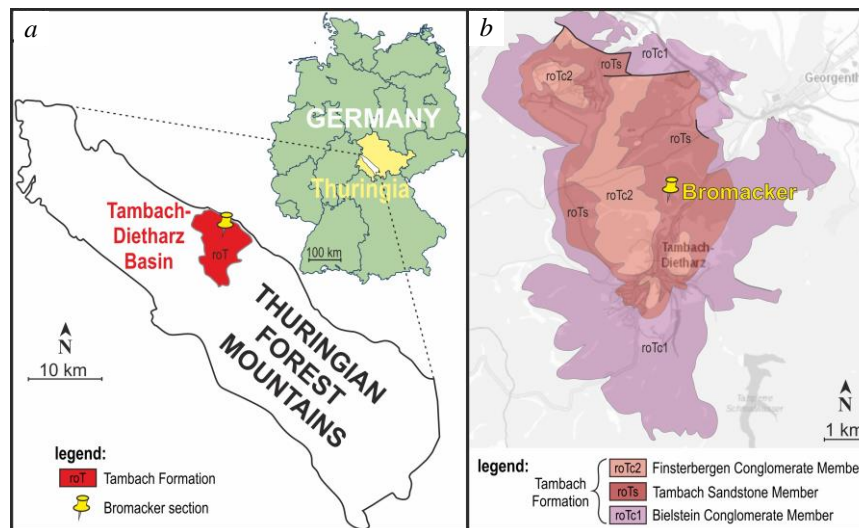 a
GERMANY
Thuringia
100 km
Tambach-
Dietharz
Basin
roT
THURINGIAN
FOREST
MOUNTAINS
N
10 km
legend:
roT Tambach Formation
Bromacker section
b
roTc1
roTs
roTc2
Georgenth
roTs
Bromacker
roTc2
roTs
Tambach-
Dietharz
roTc1
N
1 km
legend:
Tambach
Formation
roTc2 Finsterbergen Conglomerate Member
roTs Tambach Sandstone Member
roTc1 Bielstein Conglomerate Member